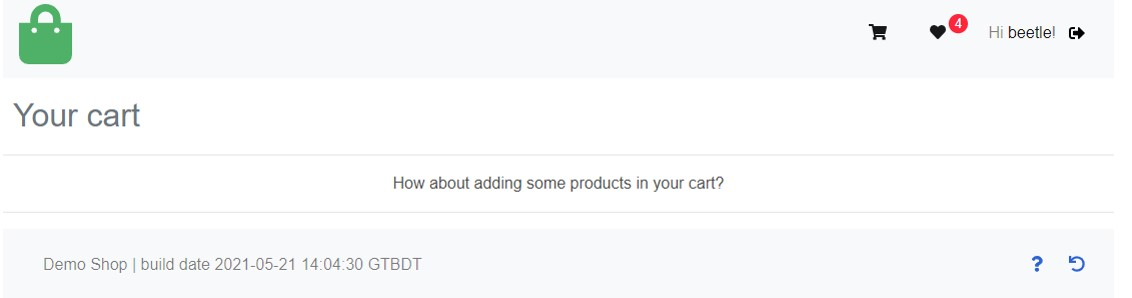 4
Hi beetle!
Your cart
How about adding some products in your cart?
Demo Shop | build date 2021-05-21 14:04:30 GTBDT
?